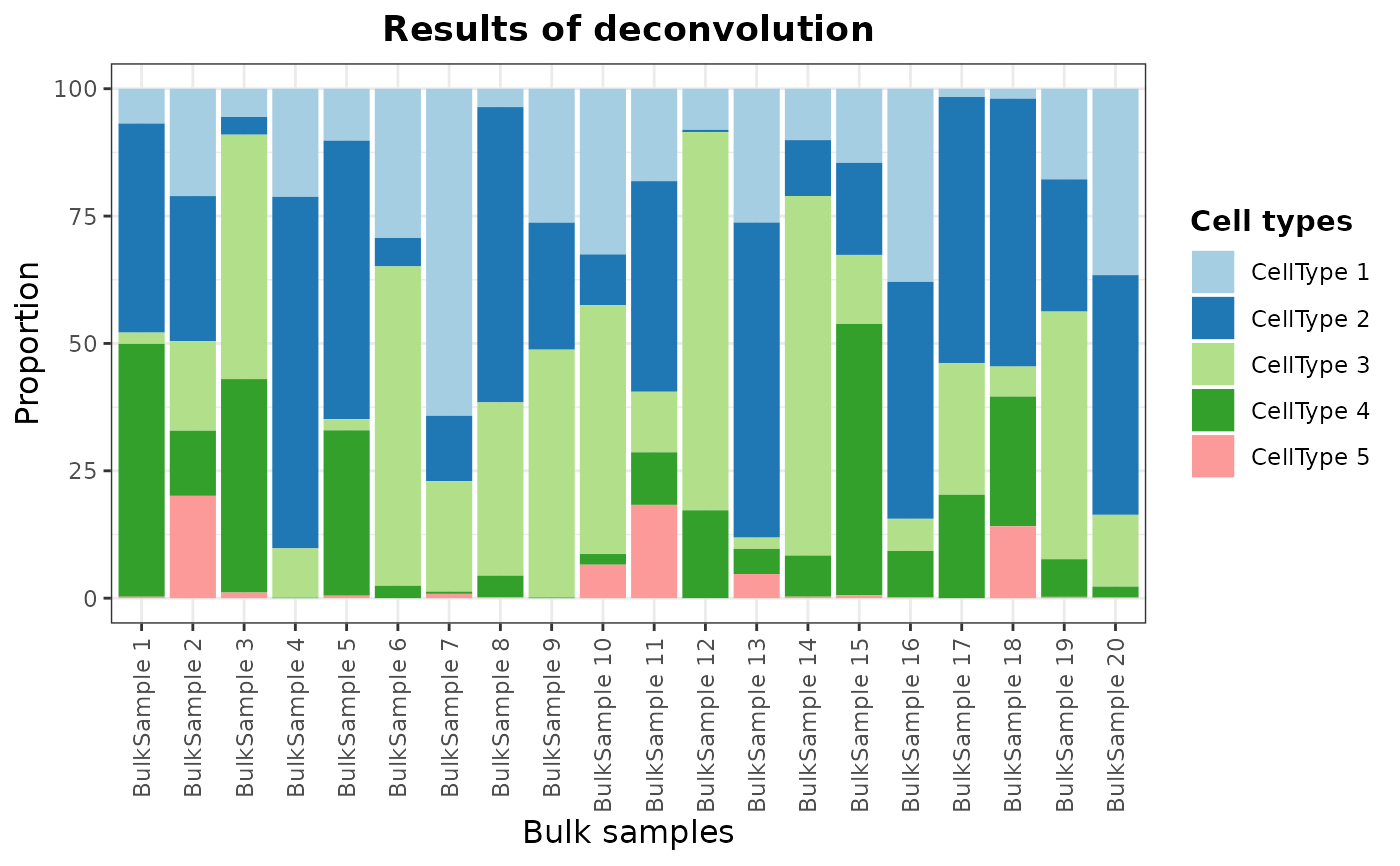 Results of deconvolution
Proportion
100
75
50
25
0
BulkSample 1
BulkSample 2
BulkSample 3
BulkSample 4
BulkSample 5
BulkSample 6
BulkSample 7
BulkSample 8
BulkSample 9
BulkSample 10
BulkSample 11
BulkSample 12
BulkSample 13
BulkSample 14
BulkSample 15
BulkSample 16
BulkSample 17
BulkSample 18
BulkSample 19
BulkSample 20
Bulk samples
Cell types
CellType 1
CellType 2
CellType 3
CellType 4
CellType 5